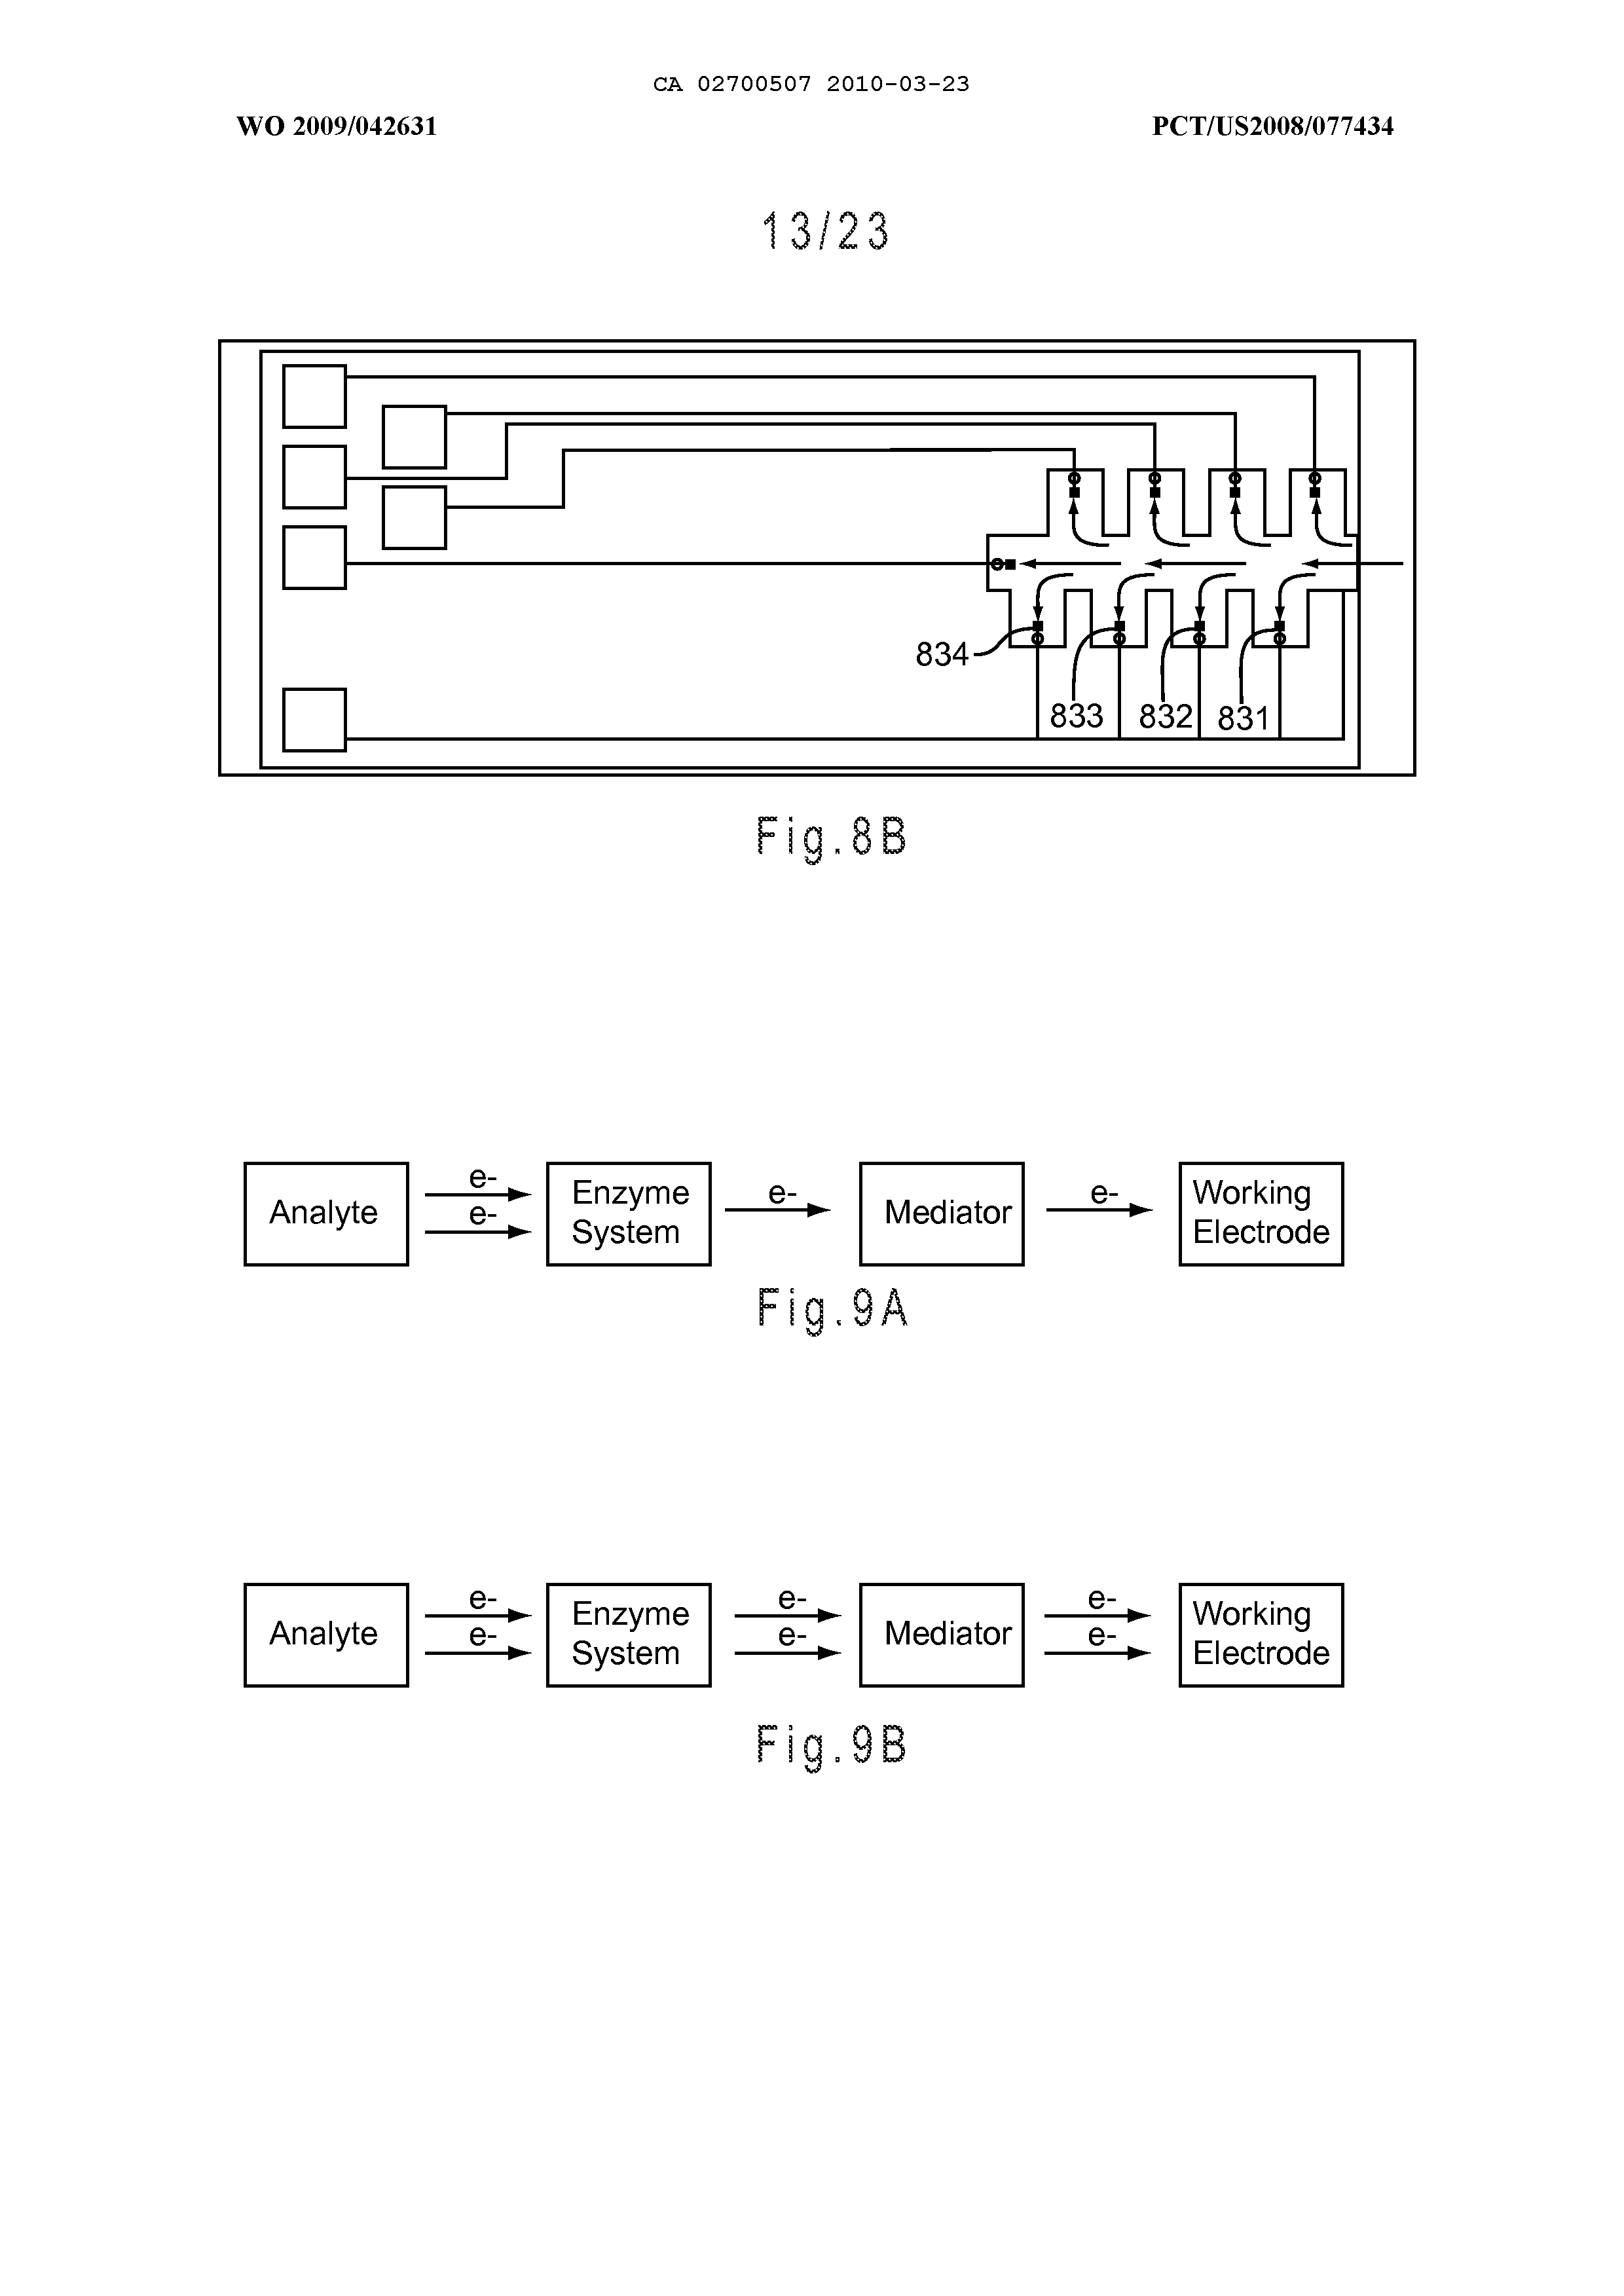 CA 02700507 2010-03-23
WO 2009/042631 PCT/US2008/077434
13/23
834
833 832 831
Fig.8B
Analyte e- e- Enzyme System e- Mediator e- Working Electrode
Fig.9A
Analyte e- e- Enzyme System e- e- Mediator e- e- Working Electrode
Fig.9B